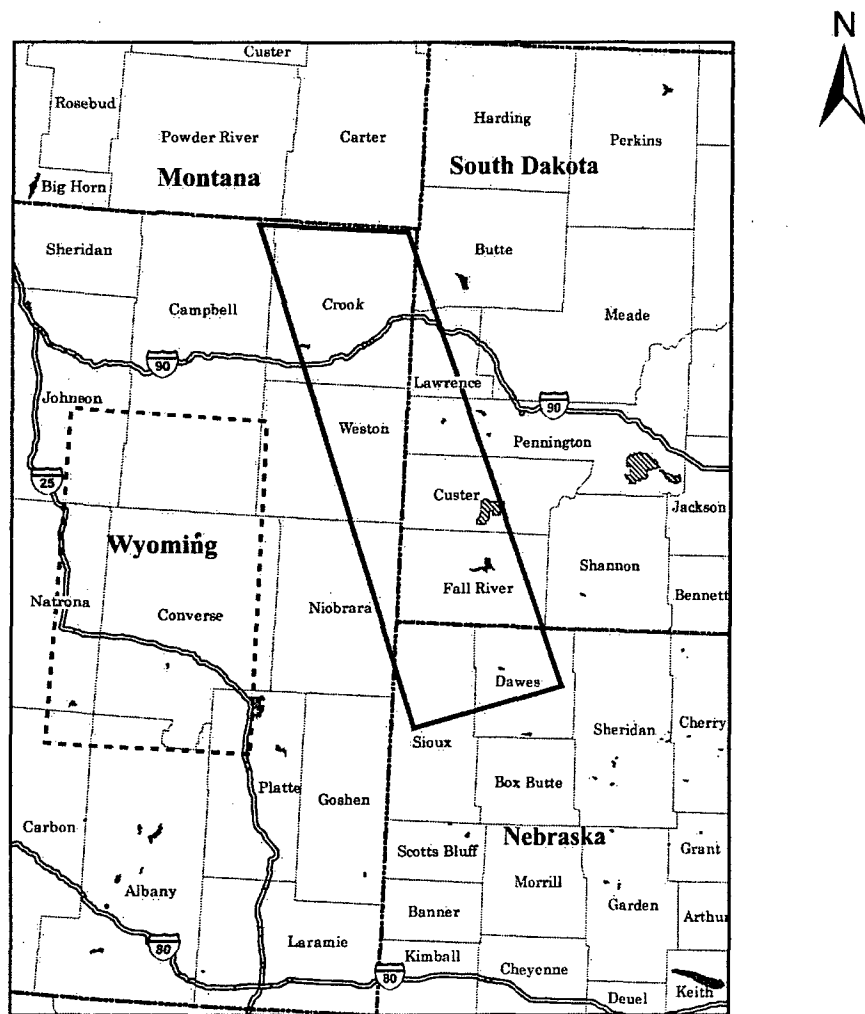 N
Custer
Rosebud
Powder River
Carter
Harding
Perkins
Montana
South Dakota
Big Horn
Sheridan
Butte
Campbell
Crook
Meade
90
Johnson
Lawrence
90
Weston
Pennington
25
Custer
Jackson
Wyoming
Shannon
Natrona
Converse
Niobrara
Fall River
Bennett
Dawes
Sheridan
Cherry
Sioux
Platte
Goshen
Box Butte
Carbon
Scotts Bluff
Nebraska
Grant
Albany
Morrill
Garden
Banner
Arthur
Laramie
Kimball
80
80
Cheyenne
Deuel
Keith